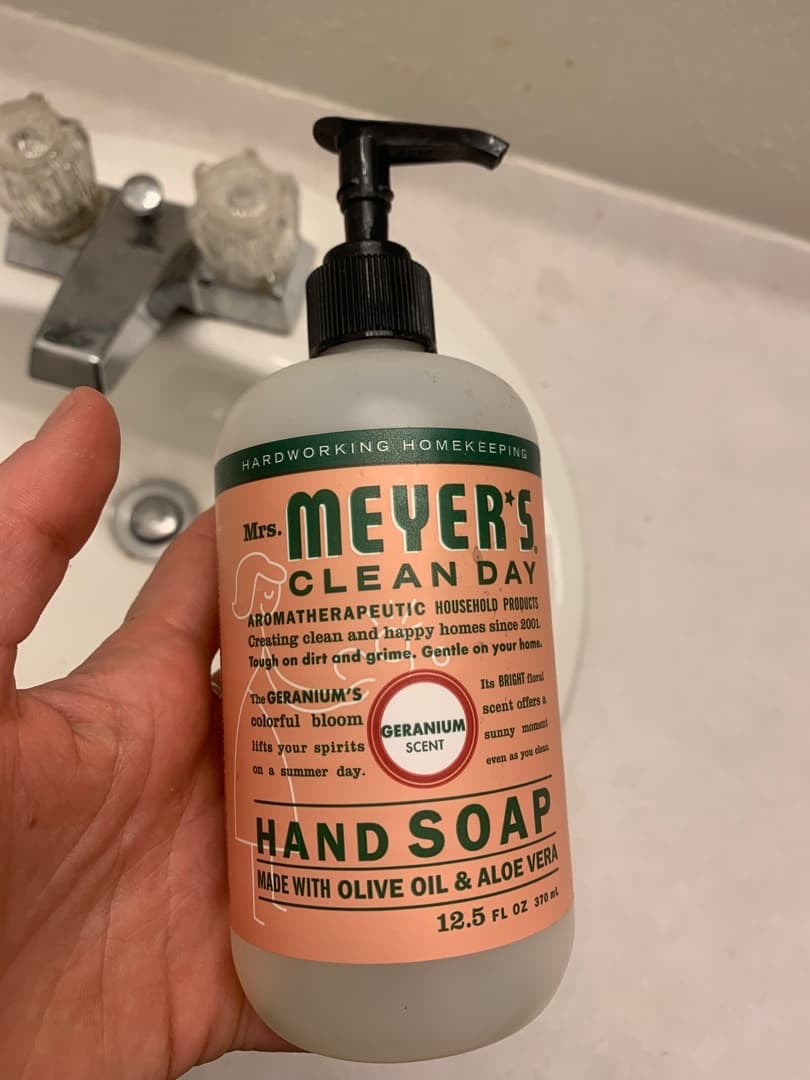 HARDWORKING HOMEKEEPING
Mrs. MEYER'S®
CLEAN DAY
AROMATHERAPEUTIC HOUSEHOLD PRODUCTS
Creating clean and happy homes since 2001.
Tough on dirt and grime. Gentle on your home.
The GERANIUM'S
colorful bloom
lifts your spirits
on a summer day.
GERANIUM
SCENT
Its BRIGHT floral
scent offers a
sunny moment
even as you clean.
HAND SOAP
MADE WITH OLIVE OIL & ALOE VERA
12.5 FL OZ 370 mL